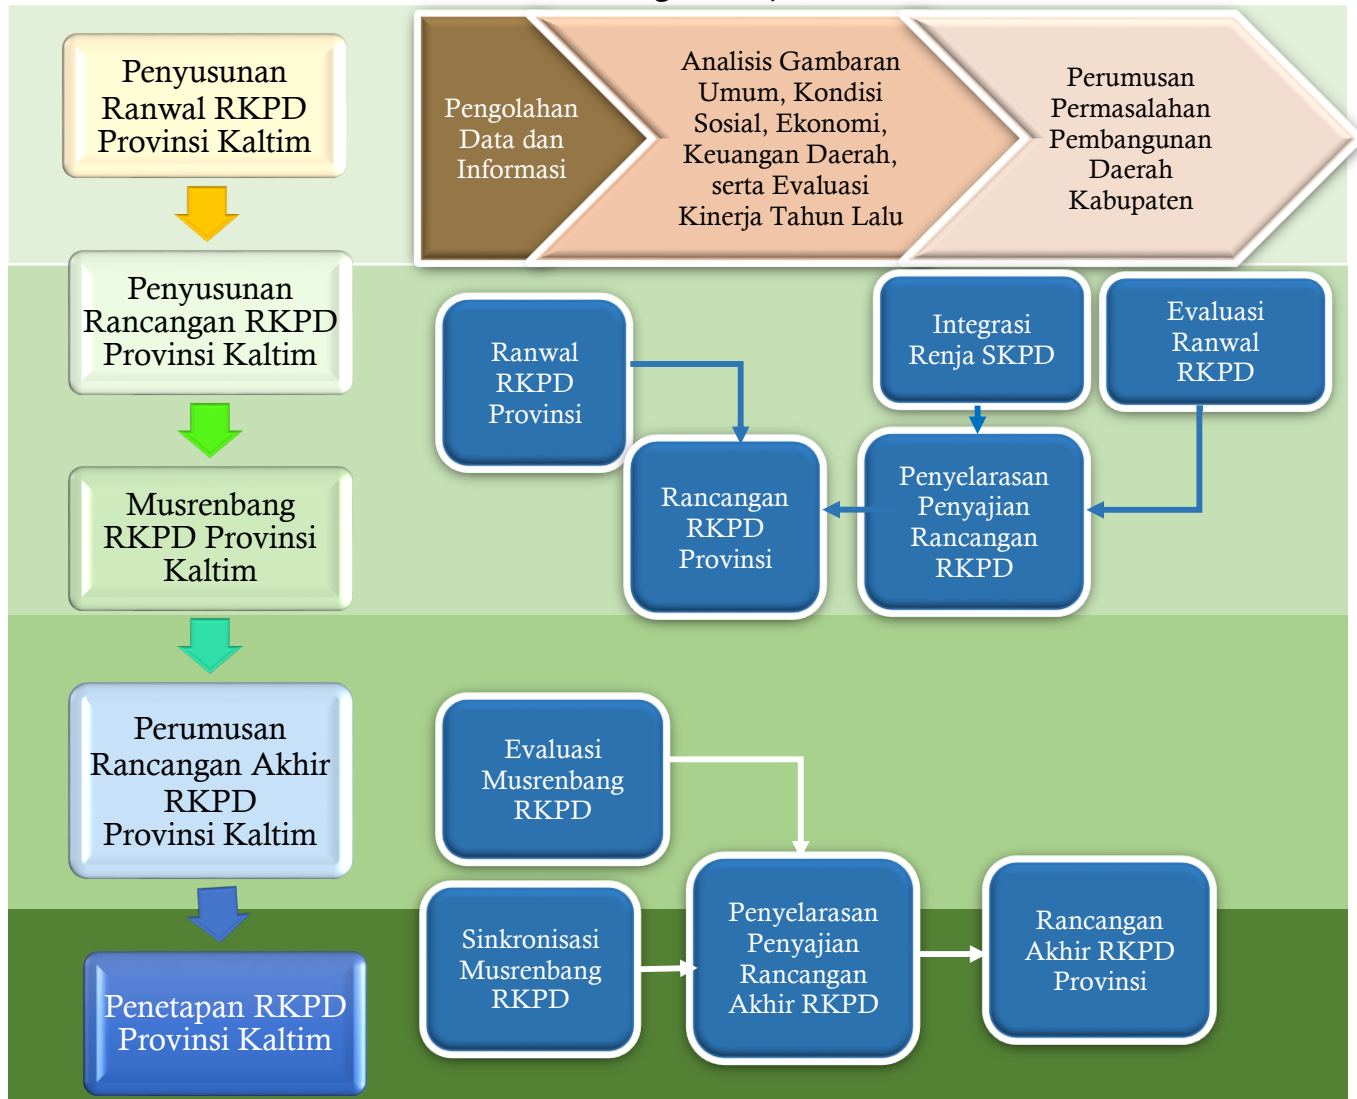 Penyusunan
Ranwal RKPD
Provinsi Kaltim
Pengolahan
Data dan
Informasi
Analisis Gambaran
Umum, Kondisi
Sosial, Ekonomi,
Keuangan Daerah,
serta Evaluasi
Kinerja Tahun Lalu
Perumusan
Permasalahan
Pembangunan
Daerah
Kabupaten
Penyusunan
Rancangan RKPD
Provinsi Kaltim
Ranwal
RKPD
Provinsi
Integrasi
Renja SKPD
Evaluasi
Ranwal
RKPD
Musrenbang
RKPD Provinsi
Kaltim
Rancangan
RKPD
Provinsi
Penyelarasan
Penyajian
Rancangan
RKPD
Perumusan
Rancangan Akhir
RKPD
Provinsi Kaltim
Evaluasi
Musrenbang
RKPD
Penetapan RKPD
Provinsi Kaltim
Sinkronisasi
Musrenbang
RKPD
Penyelarasan
Penyajian
Rancangan
Akhir RKPD
Rancangan
Akhir RKPD
Provinsi